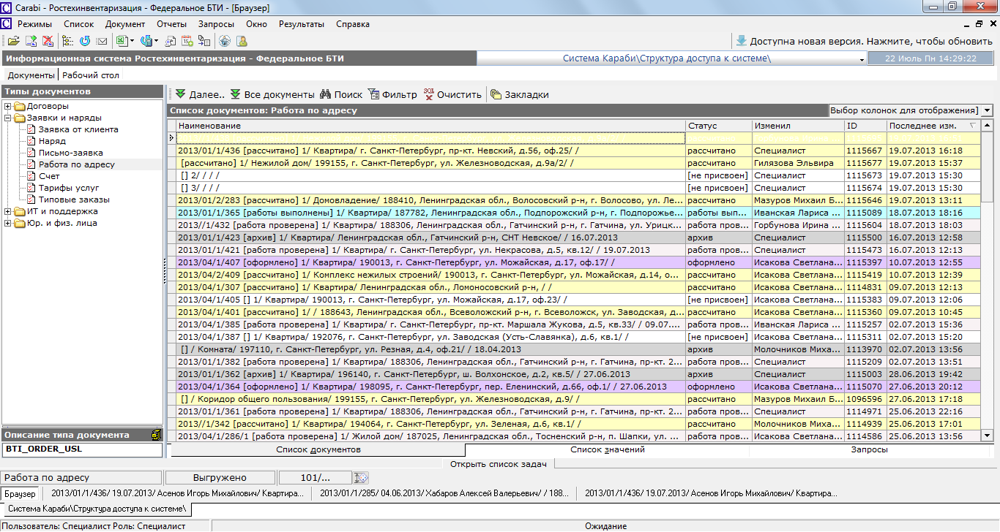 Carabi - Ростехинвентаризация - Федеральное БТИ - [Браузер]
Режимы Список Документ Отчеты Запросы Окно Результаты Справка
Доступна новая версия. Нажмите, чтобы обновить
Информационная система Ростехинвентаризация - Федеральное БТИ Система Караби\Структура доступа к системе\ 22 Июль Пн 14:29:22
Документы Рабочий стол
Типы документов
Договоры
Заявки и наряды
Заявка от клиента
Наряд
Письмо-заявка
Работа по адресу
Счет
Тарифы услуг
Типовые заказы
ИТ и поддержка
Юр. и физ. лица
Описание типа документа
BTI_ORDER_USL
Далее.. Все документы Поиск Фильтр Очистить Закладки
Список документов: Работа по адресу Выбор колонок для отображения]
Наименование Статус Изменил ID Последнее изм.
2013/01/1/436 [рассчитано] 1/ Квартира/ г. Санкт-Петербург, пр-кт. Невский, д.56, оф.25/ / рассчитано Специалист 1115667 19.07.2013 16:18
[рассчитано] 1/ Нежилой дом/ 199155, г. Санкт-Петербург, ул. Железноводская, д.9а/2/ / рассчитано Гилязова Эльвира 1115677 19.07.2013 15:37
[] 2/ / / / [не присвоен] Специалист 1115673 19.07.2013 15:30
[] 3/ / / / [не присвоен] Специалист 1115674 19.07.2013 15:30
2013/01/2/283 [рассчитано] 1/ Домовладение/ 188410, Ленинградская обл., Волосовский р-н, г. Волосово, ул. Ле... рассчитано Мазуров Михаил Б... 1115646 19.07.2013 13:11
2013/01/1/365 [работы выполнены] 1/ Квартира/ 187782, Ленинградская обл., Подпорожский р-н, г. Подпорожье... работы вып... Иванская Лариса ... 1115089 18.07.2013 18:16
2013//1/432 [работа проверена] 1/ Квартира/ 188306, Ленинградская обл., Гатчинский р-н, г. Гатчина, ул. Урицк... работа пров... Горбунова Ирина ... 1115604 18.07.2013 18:03
2013/01/1/423 [архив] 1/ Квартира/ Ленинградская обл., Гатчинский р-н, СНТ Невское/ / 16.07.2013 архив Специалист 1115500 16.07.2013 12:58
2013/01/1/421 [работа проверена] 1/ Квартира/ г. Санкт-Петербург, ул. Некрасова, д.5, кв.12/ / 19.07.2013 работа пров... Специалист 1115473 16.07.2013 12:13
2013/04/1/407 [оформлено] 1/ Квартира/ 190013, г. Санкт-Петербург, ул. Можайская, д.17, оф.17/ / оформлено Исакова Светлана... 1115397 10.07.2013 12:55
2013/04/2/409 [рассчитано] 1/ Комплекс нежилых строений/ 190013, г. Санкт-Петербург, ул. Можайская, д.14, о... рассчитано Исакова Светлана... 1115419 10.07.2013 12:39
2013/04/1/307 [рассчитано] 1/ Квартира/ Ленинградская обл., Ломоносовский р-н, / / рассчитано Исакова Светлана... 1114831 09.07.2013 12:13
2013/04/1/405 [] 1/ Квартира/ 190013, г. Санкт-Петербург, ул. Можайская, д.17, оф.23/ / [не присвоен] Исакова Светлана... 1115383 09.07.2013 12:06
2013/04/1/401 [рассчитано] 1/ / 188643, Ленинградская обл., Всеволожский р-н, г. Всеволожск, ул. Заводская, д... рассчитано Исакова Светлана... 1115360 09.07.2013 10:45
2013/04/1/385 [работа проверена] 1/ Квартира/ г. Санкт-Петербург, пр-кт. Маршала Жукова, д.5, кв.33/ / 09.07.... работа пров... Иванская Лариса ... 1115257 02.07.2013 15:36
2013/04/1/387 [] 1/ Квартира/ 192076, г. Санкт-Петербург, ул. Заводская (Усть-Славянка), д.6, кв.1/ / [не присвоен] Исакова Светлана... 1115311 02.07.2013 15:20
[] / Комната/ 197110, г. Санкт-Петербург, ул. Резная, д.4, оф.21/ / 18.04.2013 архив Молочников Миха... 1113970 02.07.2013 13:56
2013/01/1/382 [работа проверена] 1/ Квартира/ 188306, Ленинградская обл., Гатчинский р-н, г. Гатчина, пр-кт. 2... работа пров... Специалист 1115209 02.07.2013 13:51
2013/01/1/362 [архив] 1/ Квартира/ 196140, г. Санкт-Петербург, ш. Волхонское, д.2, кв.5/ / 27.06.2013 архив Специалист 1115003 28.06.2013 19:42
2013/04/1/364 [оформлено] 1/ Квартира/ 198095, г. Санкт-Петербург, пер. Еленинский, д.66, оф.1/ / 27.06.2013 оформлено Исакова Светлана... 1115070 27.06.2013 20:12
[] / Коридор общего пользования/ 199155, г. Санкт-Петербург, ул. Железноводская, д.9/ / рассчитано Мазуров Михаил Б... 1096596 27.06.2013 17:18
2013/01/1/361 [работа проверена] 1/ Квартира/ 188306, Ленинградская обл., Гатчинский р-н, г. Гатчина, пр-кт. 2... работа пров... Специалист 1114971 25.06.2013 22:16
2013//1/342 [рассчитано] 1/ Квартира/ 194064, г. Санкт-Петербург, ул. Зеленая, д.6, кв.1/ / рассчитано Молочников Миха... 1114939 25.06.2013 17:01
2013/04/1/286/1 [работа проверена] 1/ Жилой дом/ 187025, Ленинградская обл., Тосненский р-н, п. Шапки, ул. ... работа пров... Исакова Светлана... 1114586 25.06.2013 13:56
Список документов Список значений Запросы
Открыть список задач
Работа по адресу Выгружено 101/...
Браузер 2013/01/1/436/ 19.07.2013/ Асенов Игорь Михайлович/ Квартира... 2013/01/1/285/ 04.06.2013/ Хабаров Алексей Валерьевич/ / 188... 2013/01/1/436/ 19.07.2013/ Асенов Игорь Михайлович/ Квартира...
Система Караби\Структура доступа к системе\
Пользователь: Специалист Роль: Специалист Ожидание